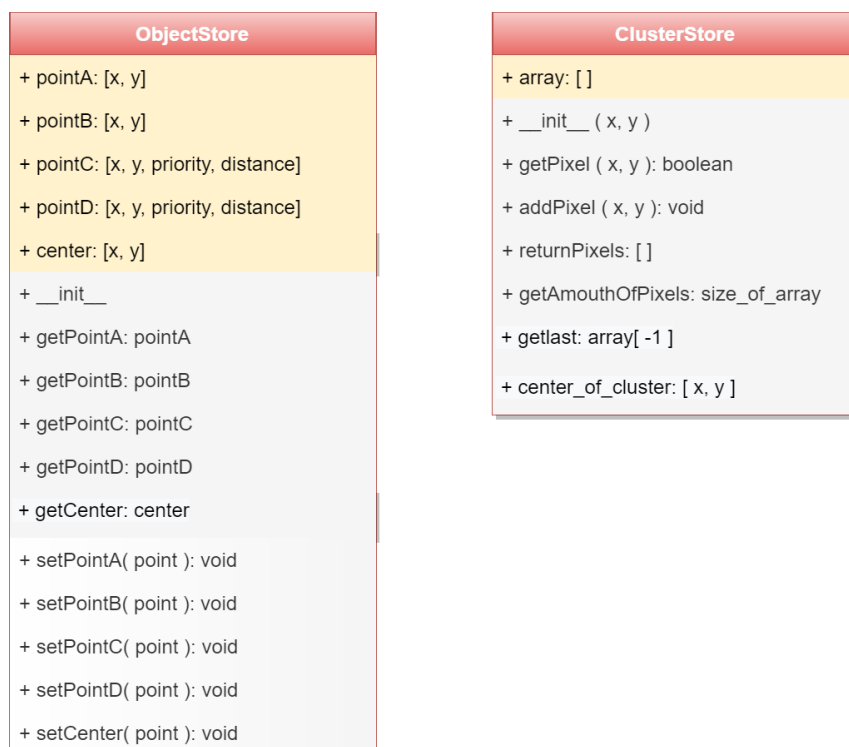 ObjectStore
+ pointA: [x, y]
+ pointB: [x, y]
+ pointC: [x, y, priority, distance]
+ pointD: [x, y, priority, distance]
+ center: [x, y]
+ __init__
+ getPointA: pointA
+ getPointB: pointB
+ getPointC: pointC
+ getPointD: pointD
+ getCenter: center
+ setPointA( point ): void
+ setPointB( point ): void
+ setPointC( point ): void
+ setPointD( point ): void
+ setCenter( point ): void
ClusterStore
+ array: [ ]
+ __init__ ( x, y )
+ getPixel ( x, y ): boolean
+ addPixel ( x, y ): void
+ returnPixels: [ ]
+ getAmouthOfPixels: size_of_array
+ getlast: array[ -1 ]
+ center_of_cluster: [ x, y ]